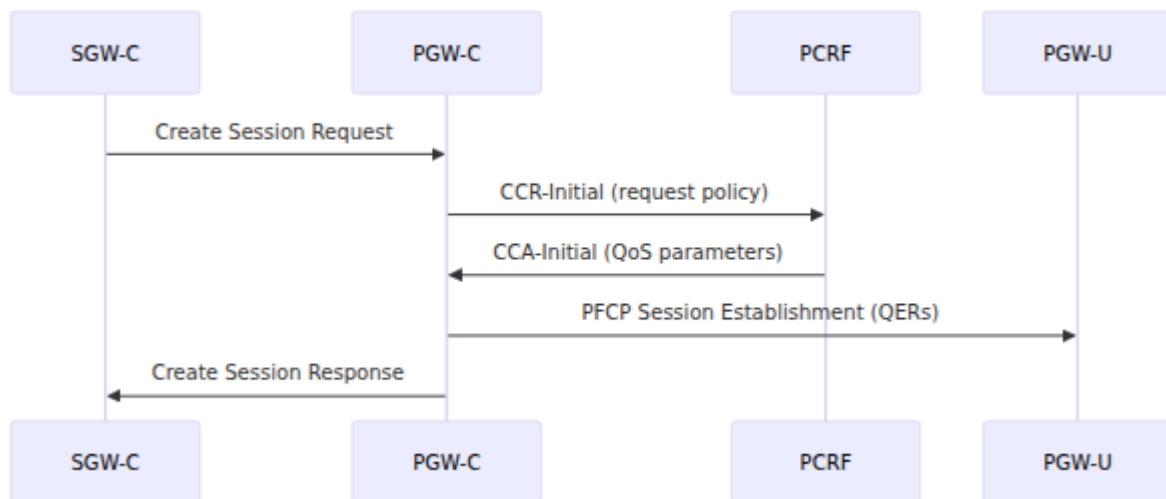 SGW-C
PGW-C
PCRF
PGW-U
Create Session Request
CCR-Initial (request policy)
CCA-Initial (QoS parameters)
PFCP Session Establishment (QERs)
Create Session Response
SGW-C
PGW-C
PCRF
PGW-U